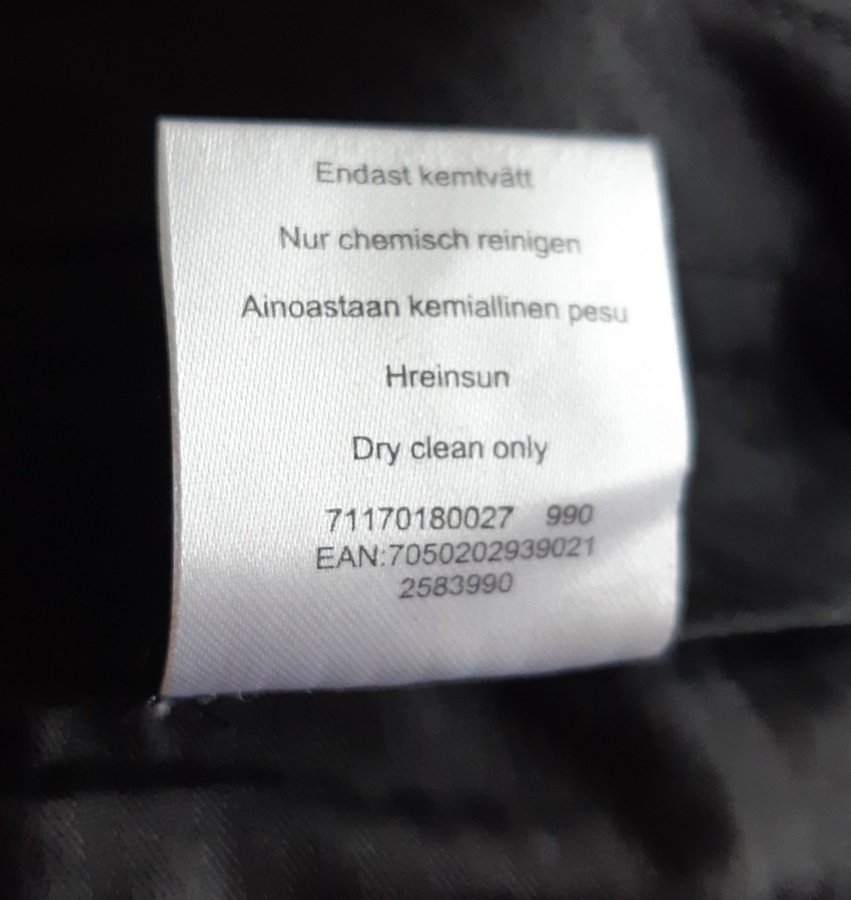 Endast kemtvätt
Nur chemisch reinigen
Ainoastaan kemiallinen pesu
Hreinsun
Dry clean only
71170180027 990
EAN:7050202939021
2583990